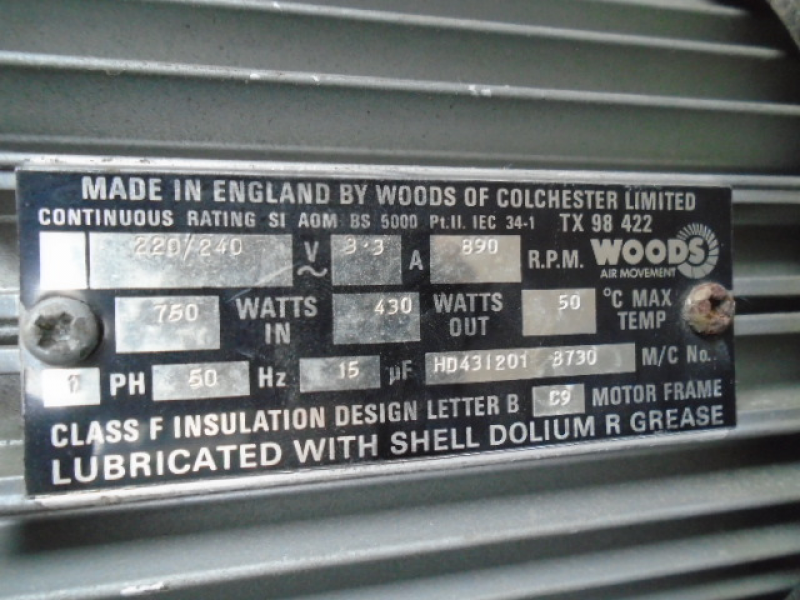 MADE IN ENGLAND BY WOODS OF COLCHESTER LIMITED
CONTINUOUS RATING SI AOM BS 5000 Pt.II. IEC 34-1 TX 98 422
220/240 V ~ 3·3 A 890 R.P.M. WOODS
AIR MOVEMENT
750 WATTS IN 430 WATTS OUT 50 °C MAX TEMP
1 PH 50 Hz 15 µF HD431201 B730 M/C No.
CLASS F INSULATION DESIGN LETTER B C9 MOTOR FRAME
LUBRICATED WITH SHELL DOLIUM R GREASE